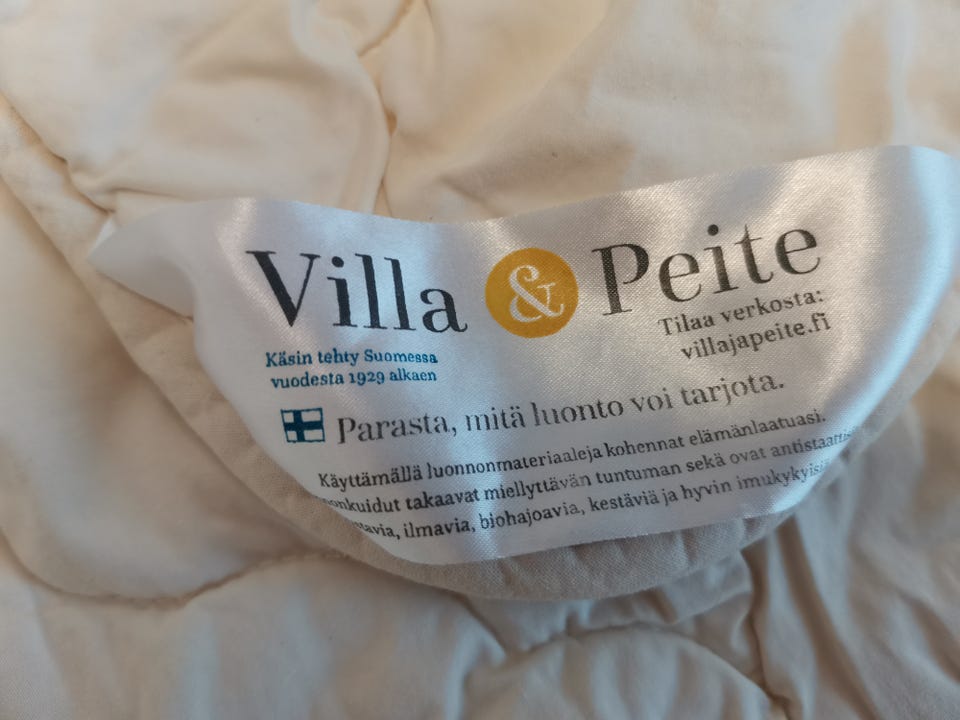 Villa & Peite
Tilaa verkosta:
villajapeite.fi
Käsin tehty Suomessa
vuodesta 1929 alkaen
Parasta, mitä luonto voi tarjota.
Käyttämällä luonnonmateriaaleja kohennat elämänlaatuasi.
takaavat miellyttävän tuntuman sekä ovat
ilmavia, biohajoavia, kestäviä ja hyvin